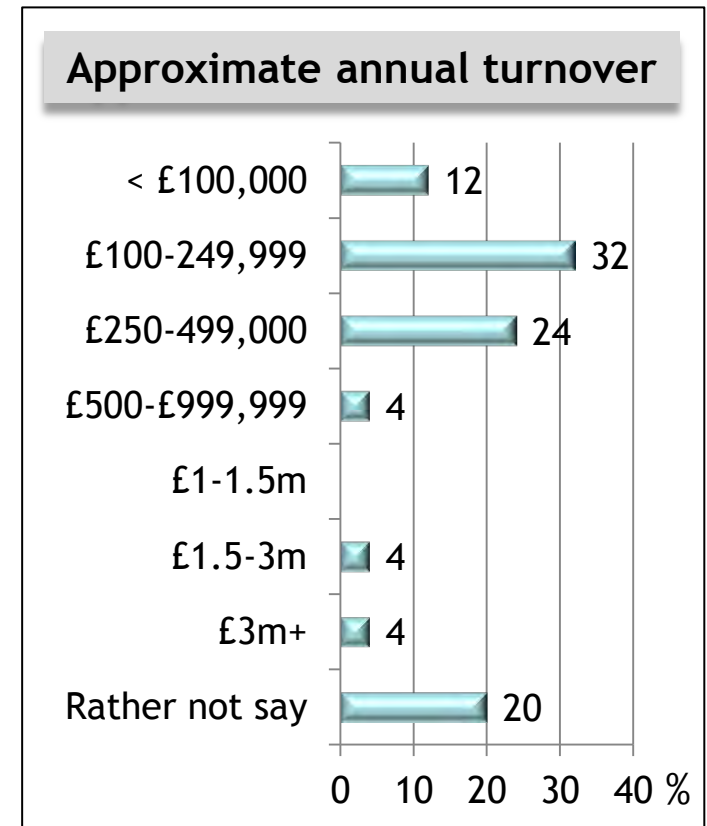 Approximate annual turnover
< £100,000 12
£100-249,999 32
£250-499,000 24
£500-£999,999 4
£1-1.5m
£1.5-3m 4
£3m+ 4
Rather not say 20
0 10 20 30 40 %